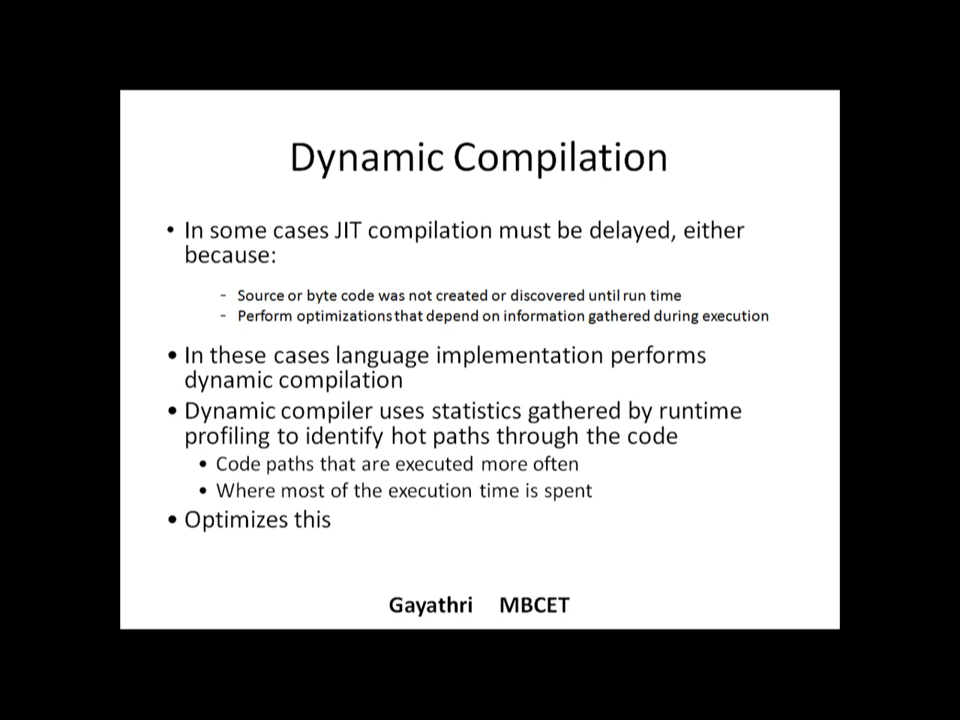 Dynamic Compilation
• In some cases JIT compilation must be delayed, either
because:
- Source or byte code was not created or discovered until run time
- Perform optimizations that depend on information gathered during execution
• In these cases language implementation performs
dynamic compilation
• Dynamic compiler uses statistics gathered by runtime
profiling to identify hot paths through the code
• Code paths that are executed more often
• Where most of the execution time is spent
• Optimizes this
Gayathri MBCET